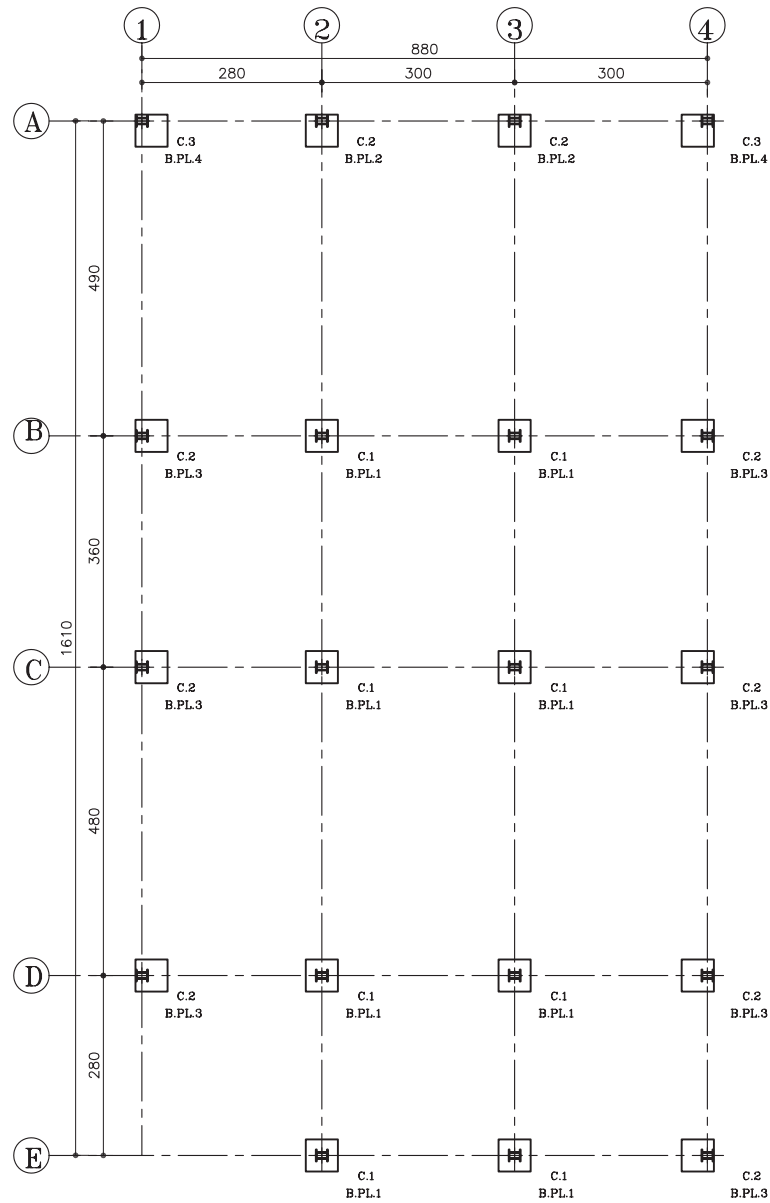 1 2 3 4
880
280 300 300
A
C.3 C.2 C.2 C.3
B.PL.4 B.PL.2 B.PL.2 B.PL.4
490
B
C.2 C.1 C.1 C.2
B.PL.3 B.PL.1 B.PL.1 B.PL.3
360
1610
C
C.2 C.1 C.1 C.2
B.PL.3 B.PL.1 B.PL.1 B.PL.3
480
D
C.2 C.1 C.1 C.2
B.PL.3 B.PL.1 B.PL.1 B.PL.3
280
E
C.1 C.1 C.2
B.PL.1 B.PL.1 B.PL.3